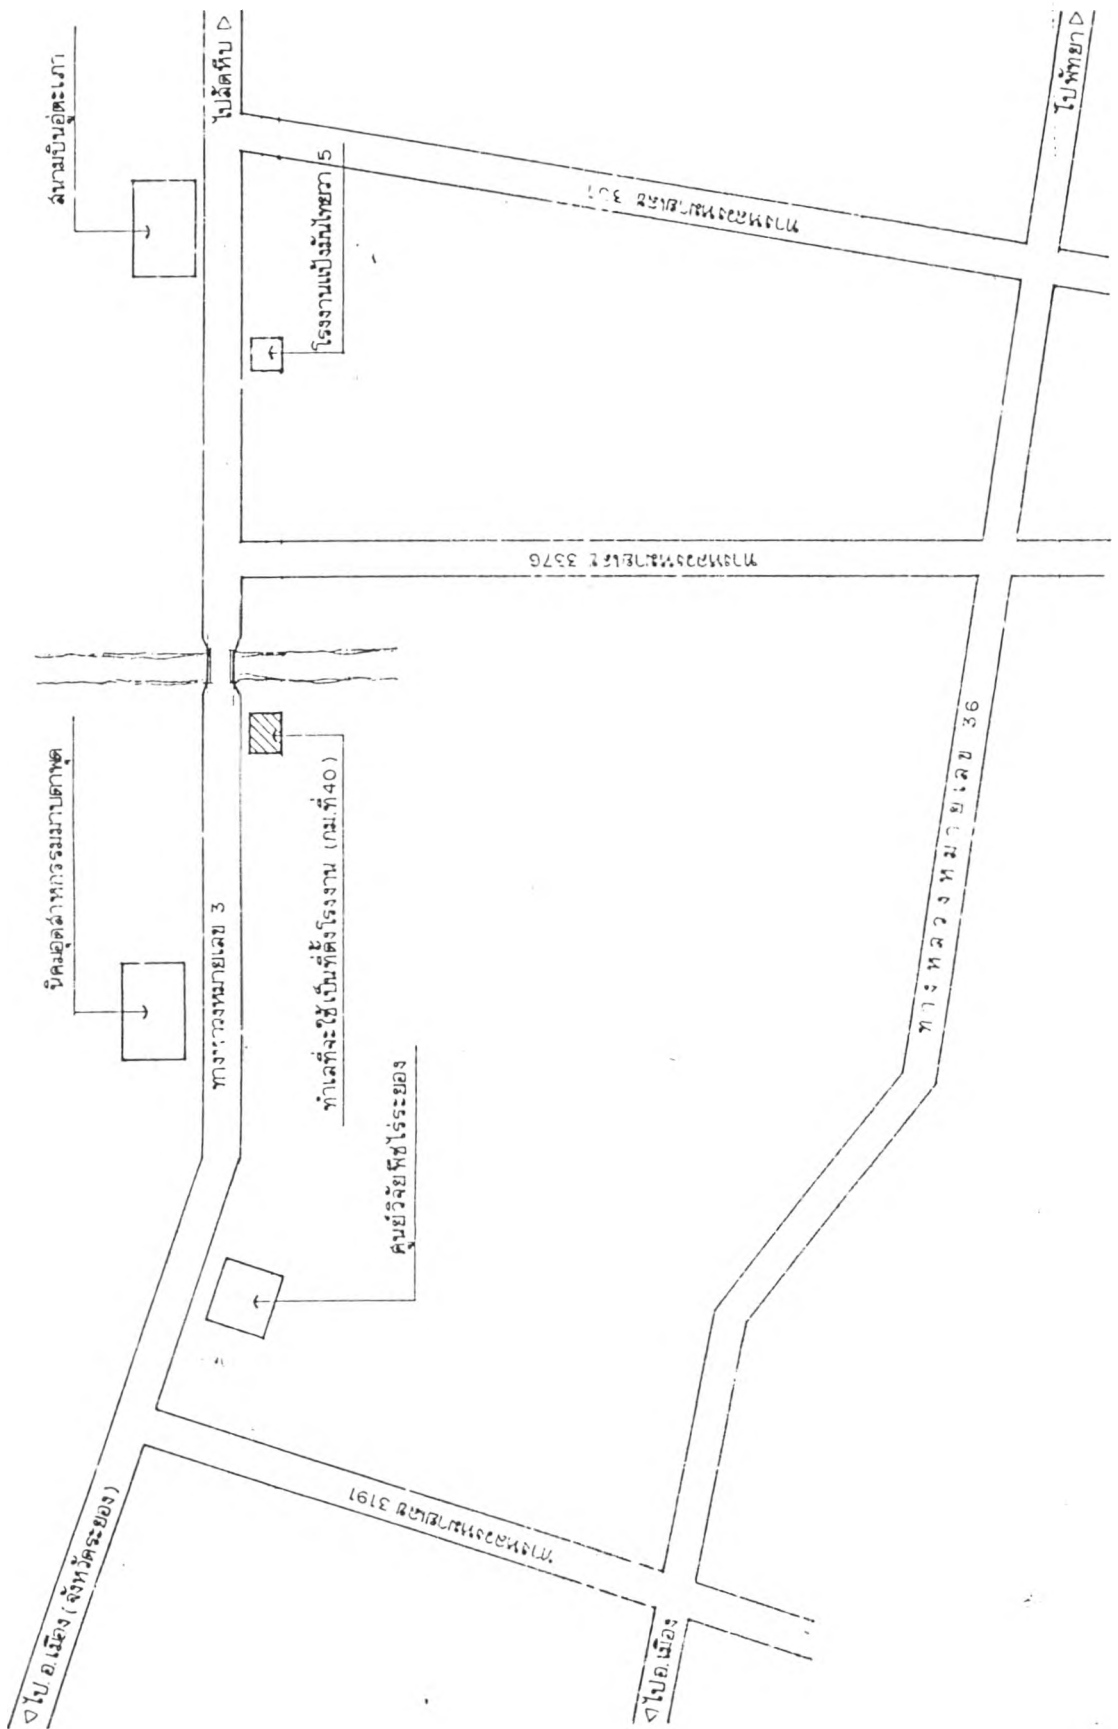 ◁ ไป อ.เมือง (จังหวัดระยอง)
นิคมอุตสาหกรรมมาบตาพุด
สนามบินอู่ตะเภา
ทางหลวงหมายเลข 3
ไปสัตหีบ ▷
ทำเลที่จะใช้เป็นที่ตั้งโรงงาน (กม.ที่ 40)
โรงงานแป้งมันไทยวา 5
ศูนย์วิจัยพืชไร่ระยอง
ทางหลวงหมายเลข 3191
ทางหลวงหมายเลข 3376
ทางหลวงหมายเลข
ทางหลวงหมายเลข 36
◁ ไป อ.เมือง
ไปพัทยา ▷